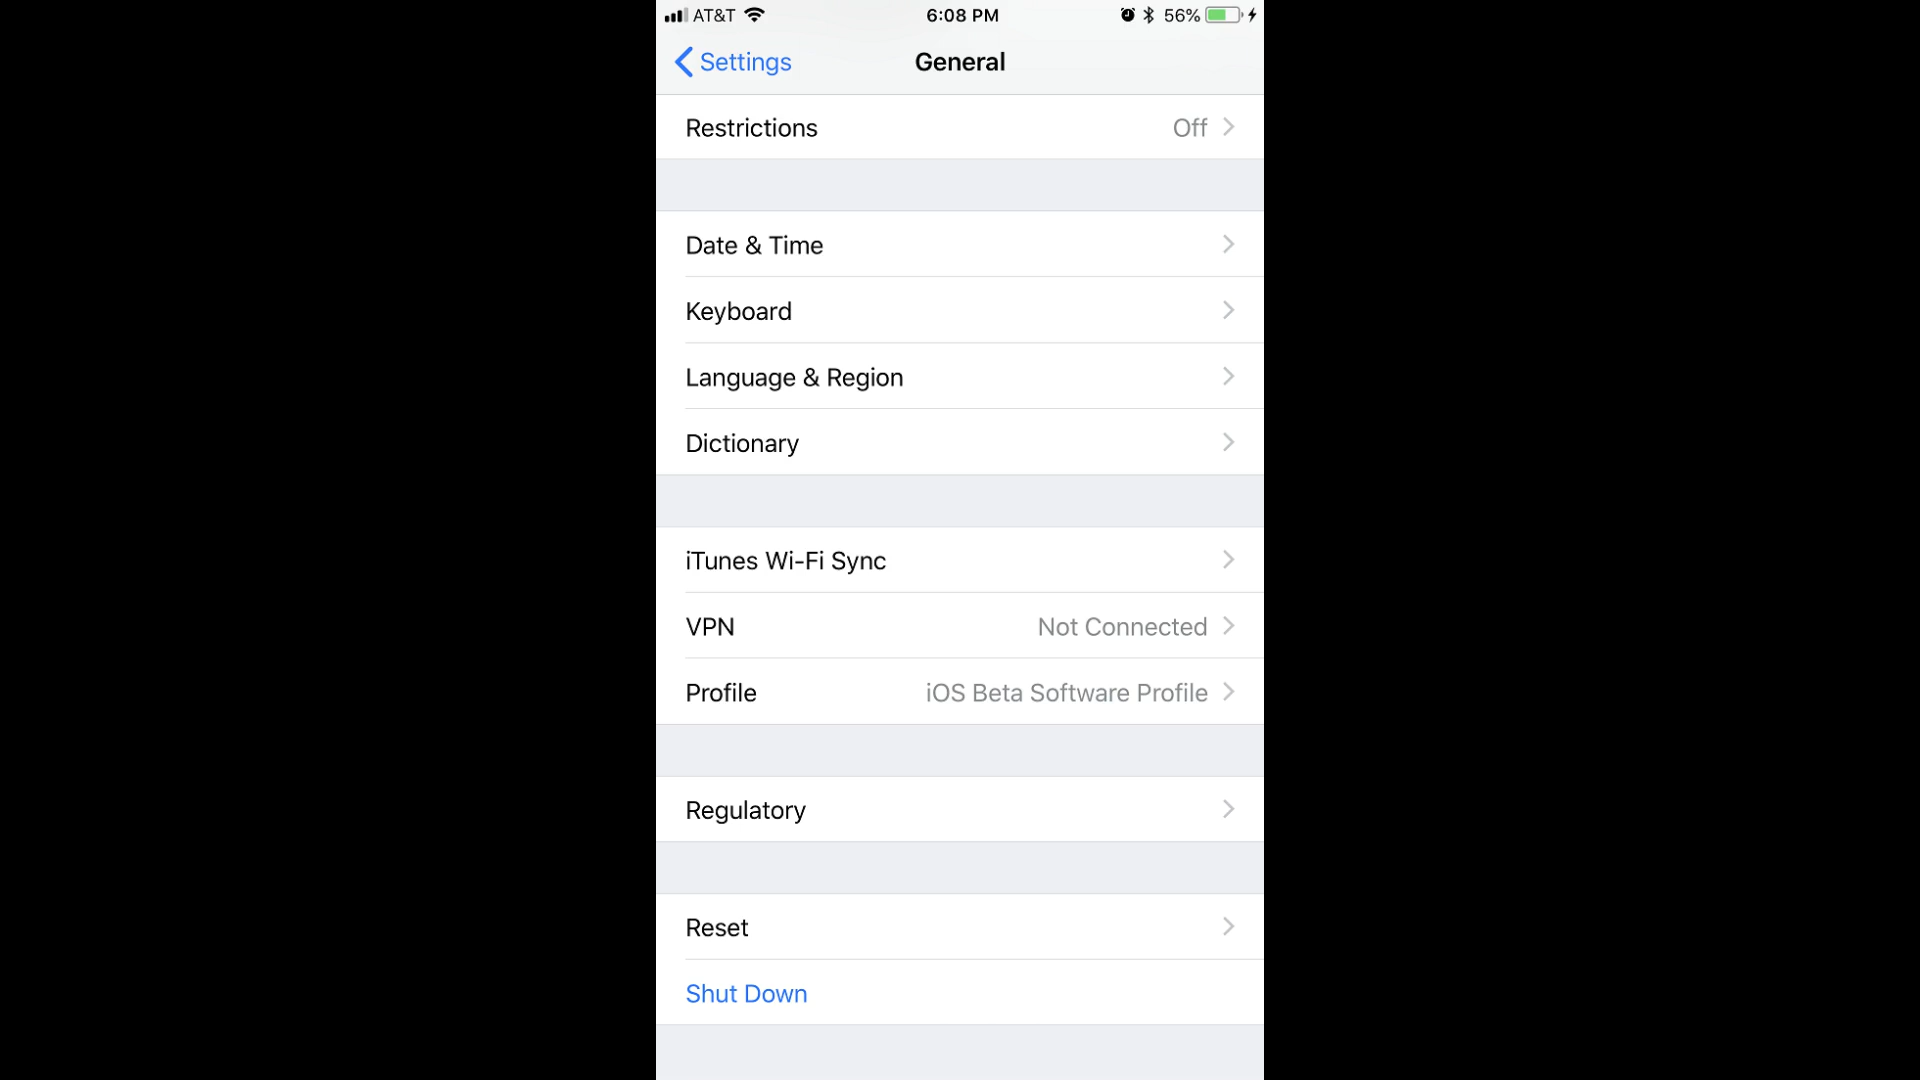 AT&T 6:08 PM 56%
Settings General
Restrictions Off
Date & Time
Keyboard
Language & Region
Dictionary
iTunes Wi-Fi Sync
VPN Not Connected
Profile iOS Beta Software Profile
Regulatory
Reset
Shut Down